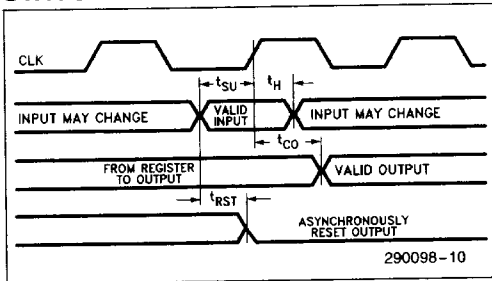 CLK
tSU
tH
INPUT MAY CHANGE
VALID INPUT
INPUT MAY CHANGE
tCO
FROM REGISTER TO OUTPUT
VALID OUTPUT
tRST
ASYNCHRONOUSLY RESET OUTPUT
290098-10